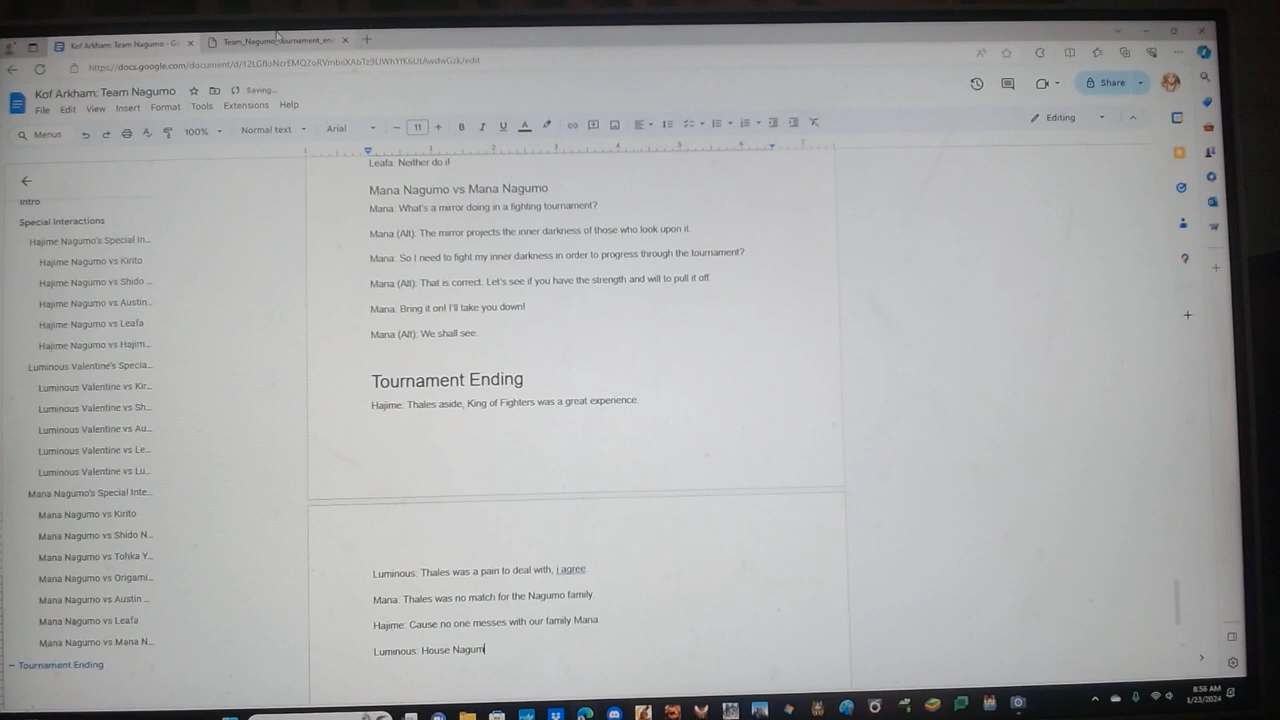 Kof Arkham: Team Nagumo - Go
Team_Nagumo
https://docs.google.com/document/d/
Kof Arkham: Team Nagumo
Saving...
Share
File Edit View Insert Format Tools Extensions Help
Menus
100%
Normal text
Arial
11
Editing
1 1 2 3 4 5 6 7
Intro
Special Interactions
Hajime Nagumo's Special In...
Hajime Nagumo vs Kirito
Hajime Nagumo vs Shido ...
Hajime Nagumo vs Austin...
Hajime Nagumo vs Leafa
Hajime Nagumo vs Hajim...
Luminous Valentine's Specia...
Luminous Valentine vs Kir...
Luminous Valentine vs Sh...
Luminous Valentine vs Au...
Luminous Valentine vs Le...
Luminous Valentine vs Lu...
Mana Nagumo's Special Inte...
Mana Nagumo vs Kirito
Mana Nagumo vs Shido N...
Mana Nagumo vs Tohka Y...
Mana Nagumo vs Origami...
Mana Nagumo vs Austin ...
Mana Nagumo vs Leafa
Mana Nagumo vs Mana N...
Tournament Ending
Leafa: Neither do i!
Mana Nagumo vs Mana Nagumo
Mana: What's a mirror doing in a fighting tournament?
Mana (Alt): The mirror projects the inner darkness of those who look upon it.
Mana: So I need to fight my inner darkness in order to progress through the tournament?
Mana (Alt): That is correct. Let's see if you have the strength and will to pull it off.
Mana: Bring it on! I'll take you down!
Mana (Alt): We shall see.
Tournament Ending
Hajime: Thales aside, King of Fighters was a great experience.
Luminous: Thales was a pain to deal with, i agree
Mana: Thales was no match for the Nagumo family
Hajime: Cause no one messes with our family Mana.
Luminous: House Nagum
8:56 AM
1/23/2024